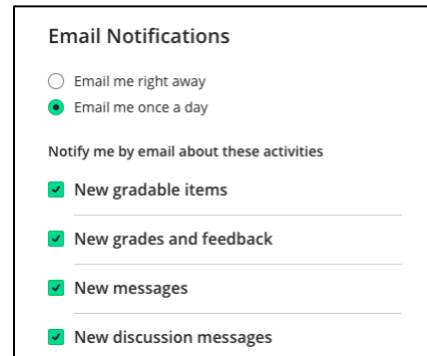 Email Notifications
Email me right away
Email me once a day
Notify me by email about these activities
New gradable items
New grades and feedback
New messages
New discussion messages